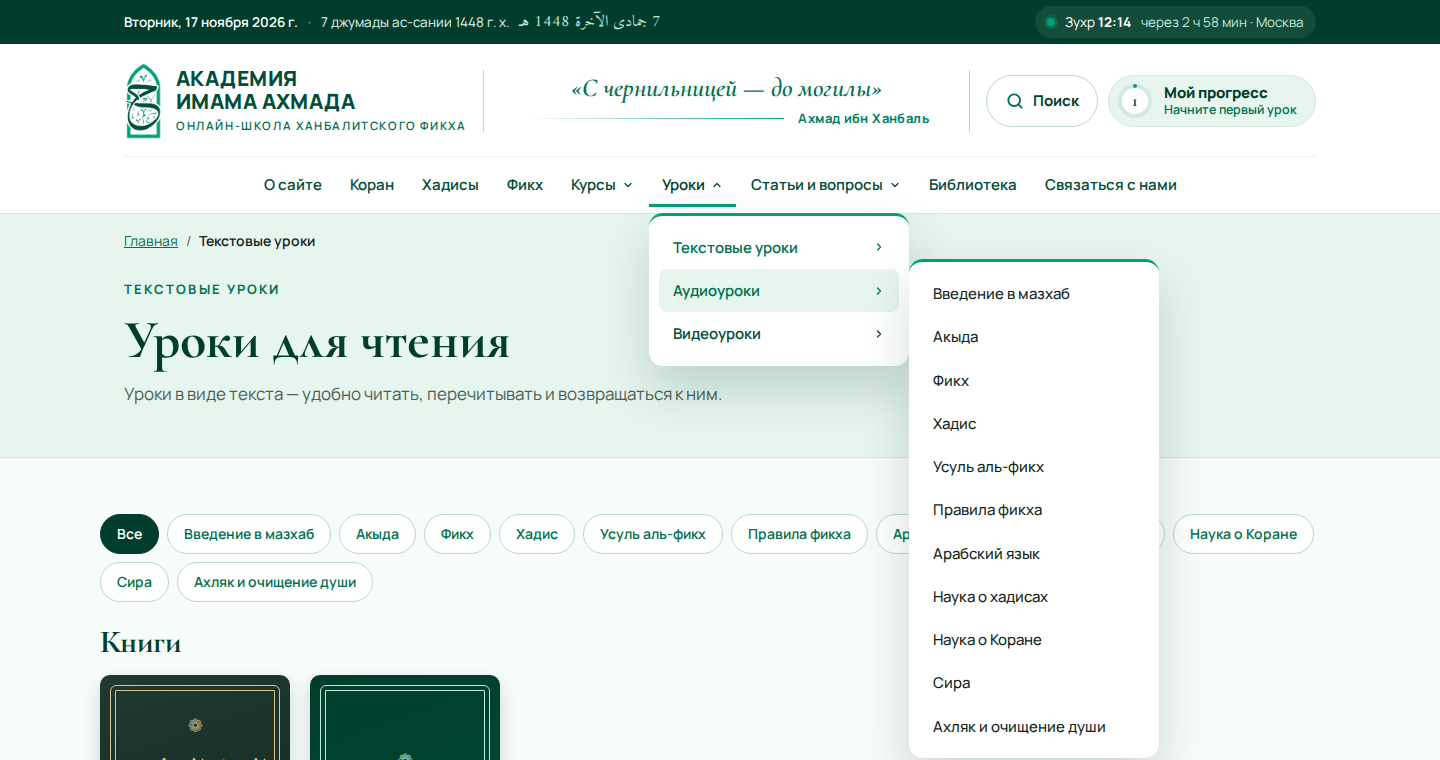 Вторник, 17 ноября 2026 г. · 7 джумады ас-сании 1448 г. х. 7 جمادى الآخرة 1448 هـ
Зухр 12:14 через 2 ч 58 мин · Москва
АКАДЕМИЯ
ИМАМА АХМАДА
ОНЛАЙН-ШКОЛА ХАНБАЛИТСКОГО ФИКХА
«С чернильницей — до могилы»
Ахмад ибн Ханбаль
Поиск
1
Мой прогресс
Начните первый урок
О сайте Коран Хадисы Фикх Курсы Уроки Статьи и вопросы Библиотека Связаться с нами
Главная / Текстовые уроки
ТЕКСТОВЫЕ УРОКИ
Уроки для чтения
Уроки в виде текста — удобно читать, перечитывать и возвращаться к ним.
Текстовые уроки
Аудиоуроки
Видеоуроки
Введение в мазхаб
Акыда
Фикх
Хадис
Усуль аль-фикх
Правила фикха
Арабский язык
Наука о хадисах
Наука о Коране
Сира
Ахляк и очищение души
Все Введение в мазхаб Акыда Фикх Хадис Усуль аль-фикх Правила фикха Ар Наука о Коране
Сира Ахляк и очищение души
Книги